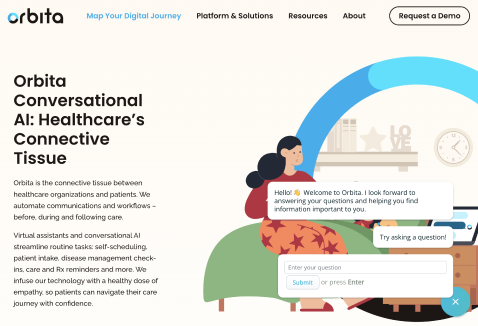 orbita
Map Your Digital Journey
Platform & Solutions
Resources
About
Request a Demo
Orbita
Conversational
AI: Healthcare's
Connective
Tissue
Orbita is the connective tissue between
healthcare organizations and patients. We
automate communications and workflows –
before, during and following care.
Virtual assistants and conversational AI
streamline routine tasks: self-scheduling,
patient intake, disease management check-
ins, care and Rx reminders and more. We
infuse our technology with a healthy dose of
empathy, so patients can navigate their care
journey with confidence.
LO
VE
Hello! 👋 Welcome to Orbita. I look forward to
answering your questions and helping you find
information important to you.
Try asking a question!
Enter your question
Submit or press Enter